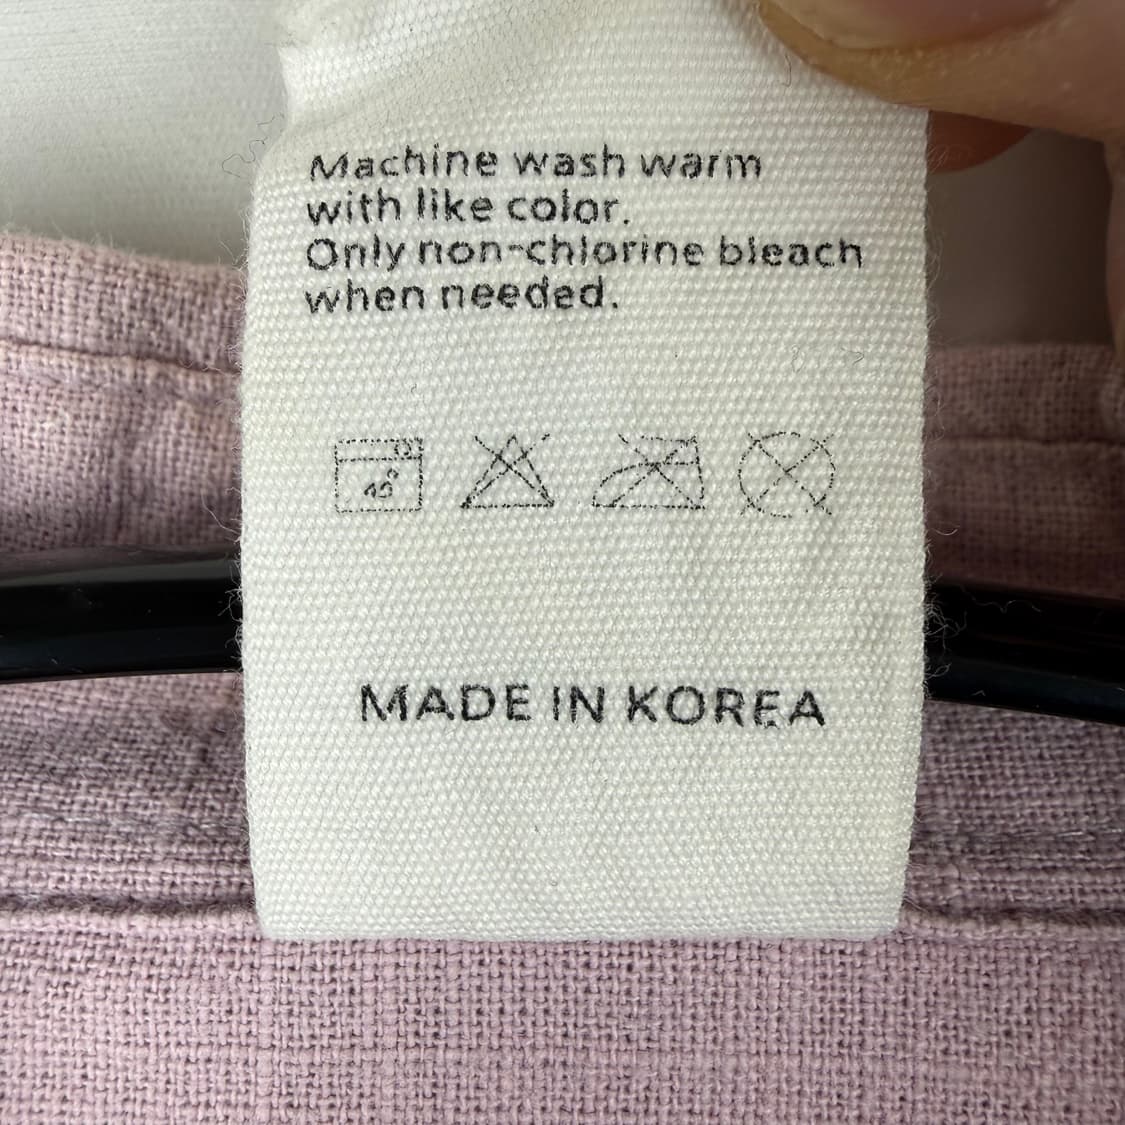 Machine wash warm
with like color.
Only non-chlorine bleach
when needed.
40°
MADE IN KOREA